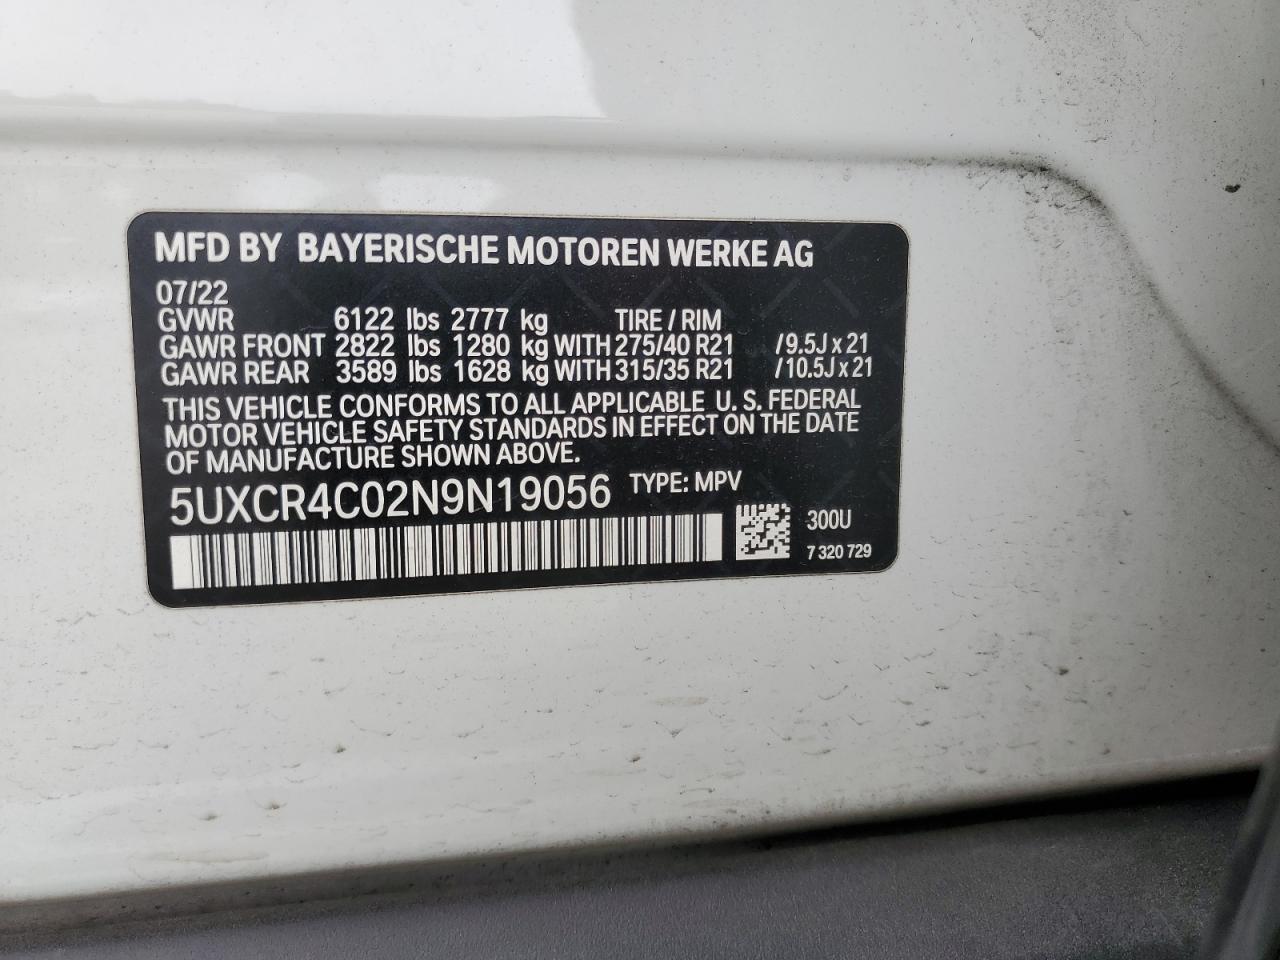 MFD BY BAYERISCHE MOTOREN WERKE AG
07/22
GVWR 6122 lbs 2777 kg TIRE / RIM
GAWR FRONT 2822 lbs 1280 kg WITH 275/40 R21 /9.5J x 21
GAWR REAR 3589 lbs 1628 kg WITH 315/35 R21 /10.5J x 21
THIS VEHICLE CONFORMS TO ALL APPLICABLE U. S. FEDERAL
MOTOR VEHICLE SAFETY STANDARDS IN EFFECT ON THE DATE
OF MANUFACTURE SHOWN ABOVE.
5UXCR4C02N9N19056 TYPE: MPV
300U
7 320 729